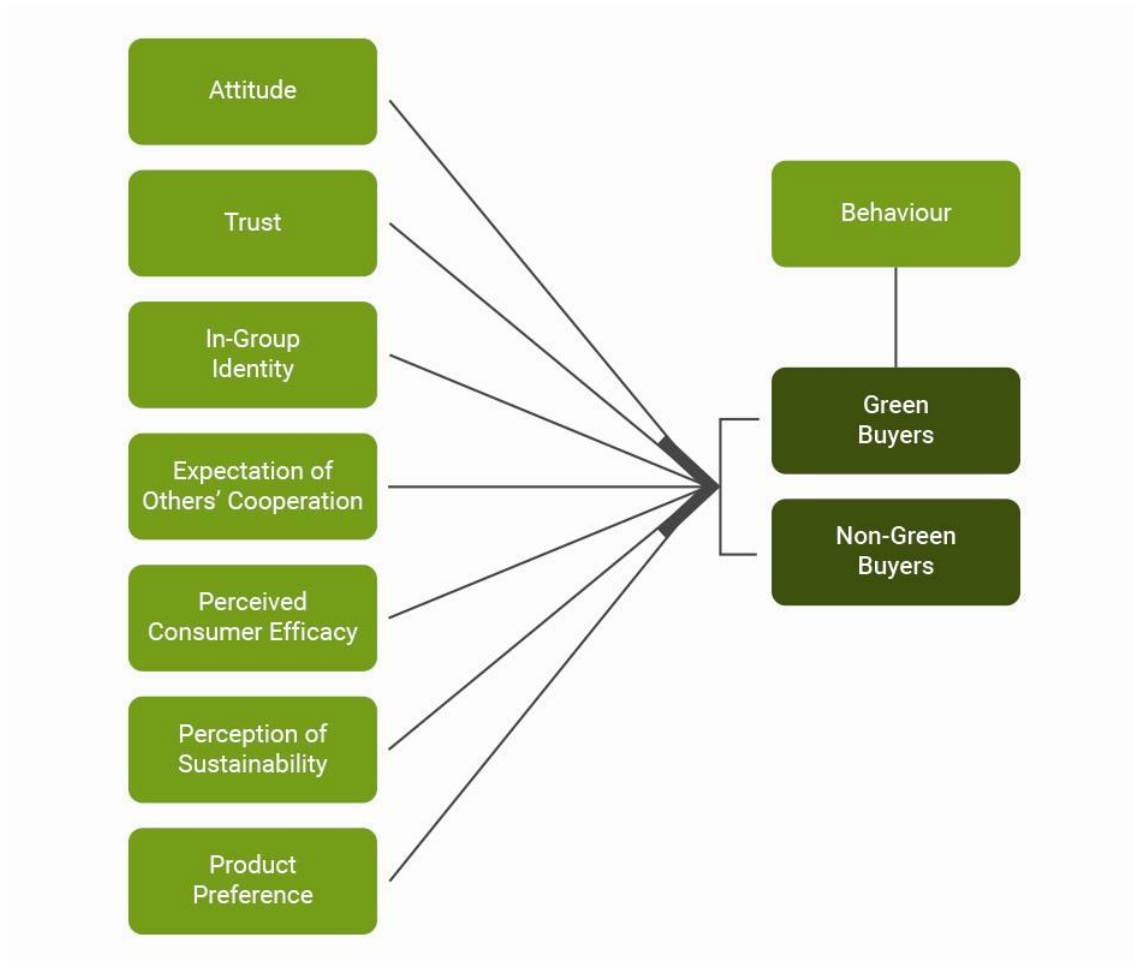 Attitude
Trust
In-Group
Identity
Expectation of
Others’ Cooperation
Perceived
Consumer Efficacy
Perception of
Sustainability
Product
Preference
Behaviour
Green
Buyers
Non-Green
Buyers